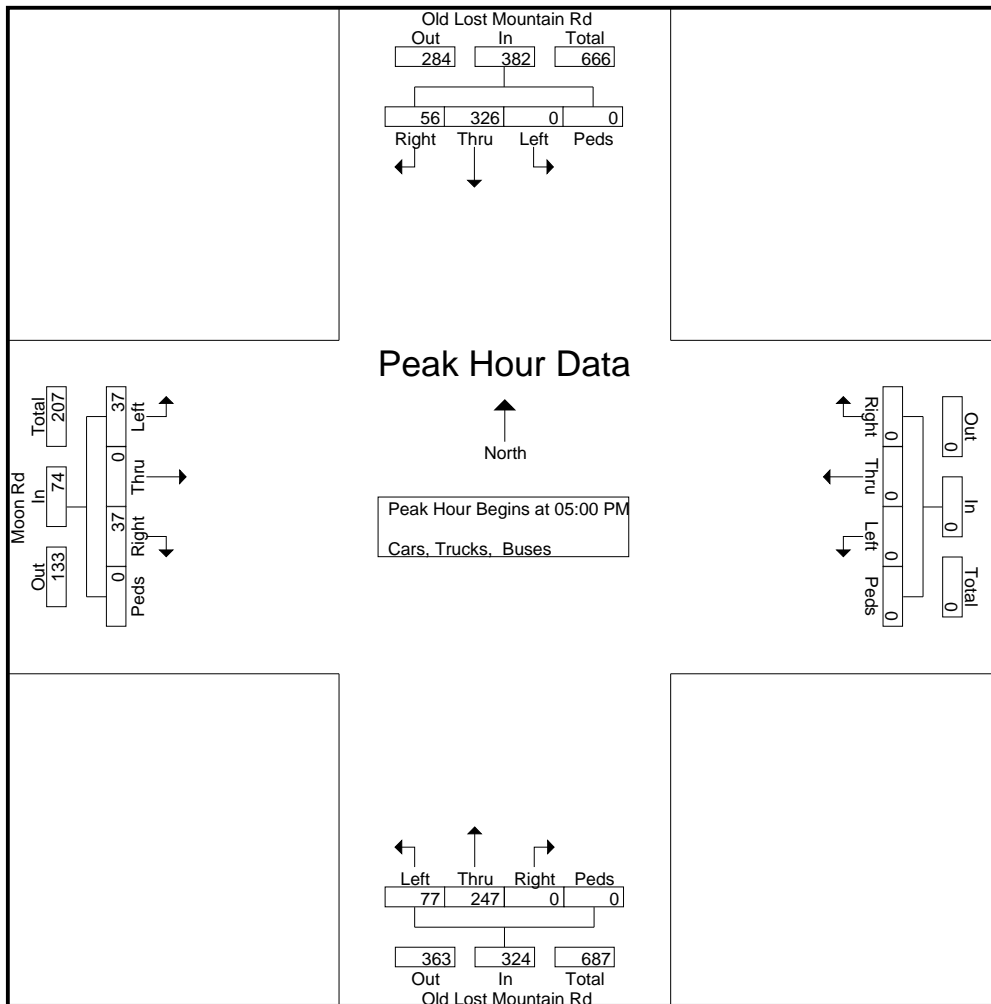 Old Lost Mountain Rd
Out In Total
284 382 666
56 326 0 0
Right Thru Left Peds
Peak Hour Data
North
Peak Hour Begins at 05:00 PM
Cars, Trucks, Buses
Moon Rd
Out In Total
133 74 207
37 0 37 0
Left Thru Right Peds
Out In Total
0 0 0
0 0 0 0
Right Thru Left Peds
Left Thru Right Peds
77 247 0 0
363 324 687
Out In Total
Old Lost Mountain Rd